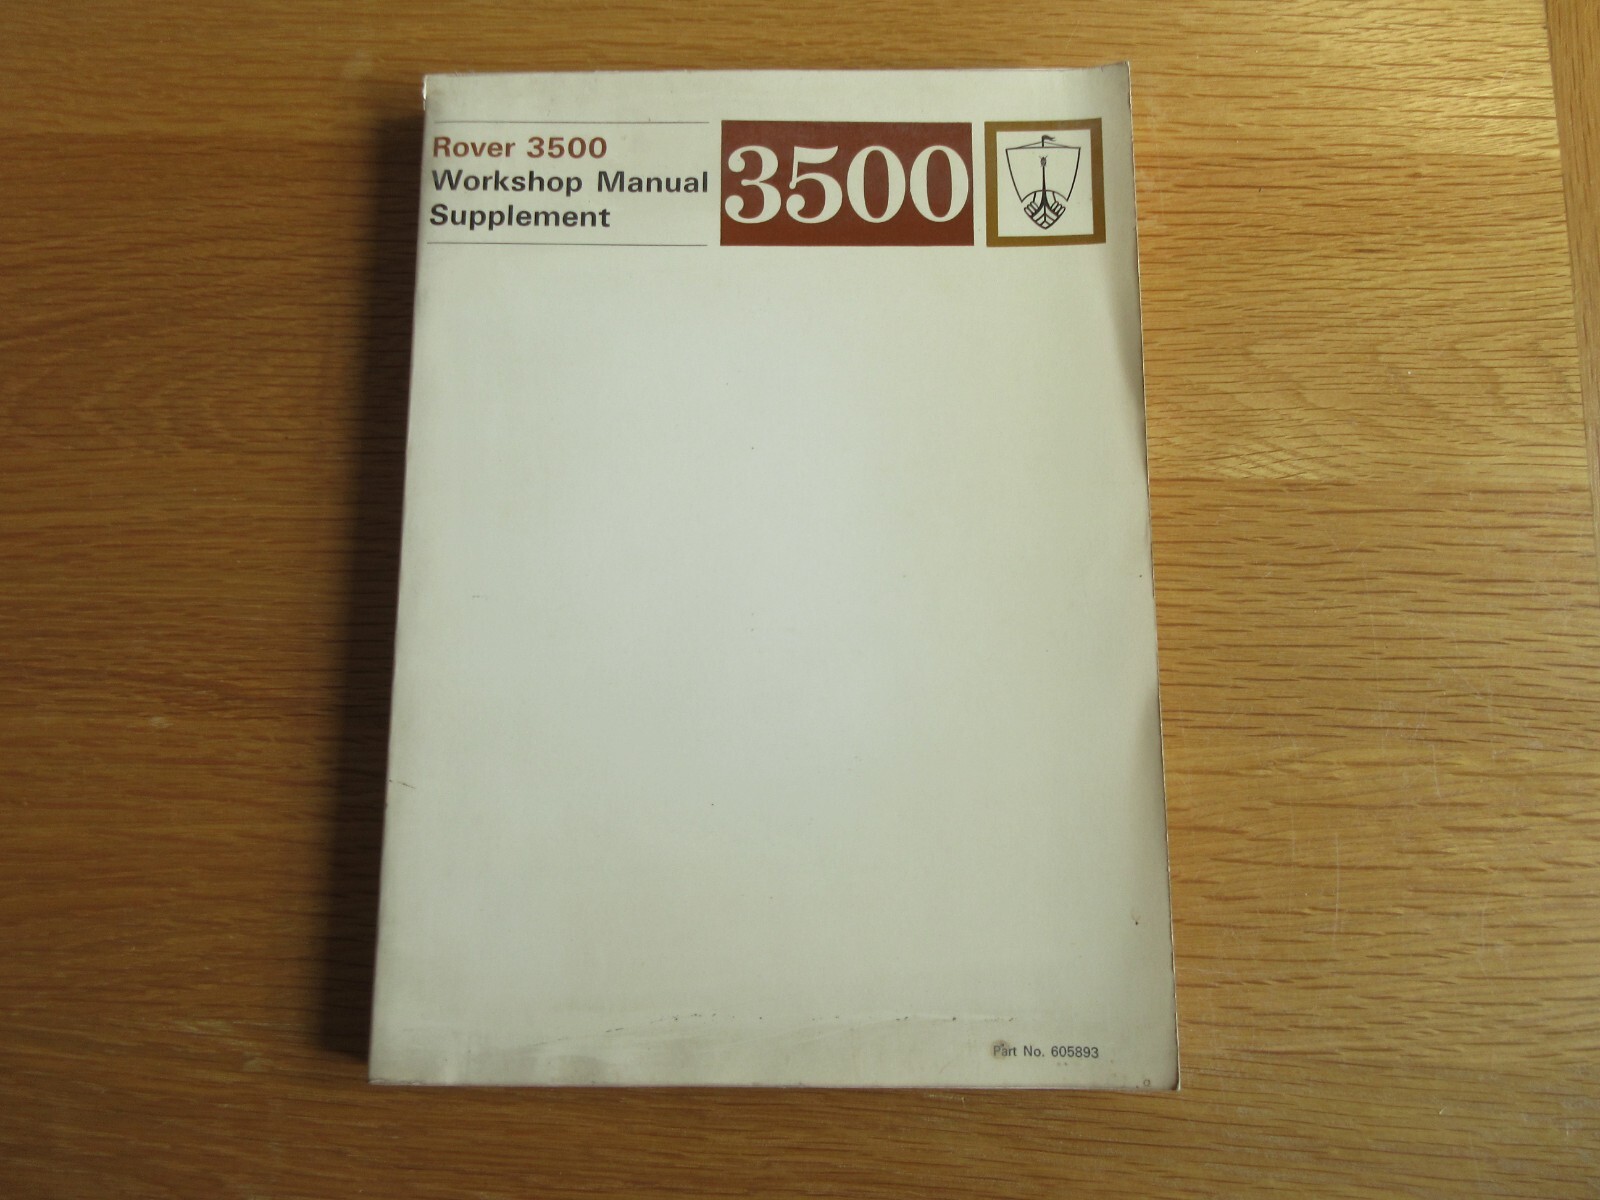 Rover 3500
Workshop Manual
Supplement
3500
Part No. 605893